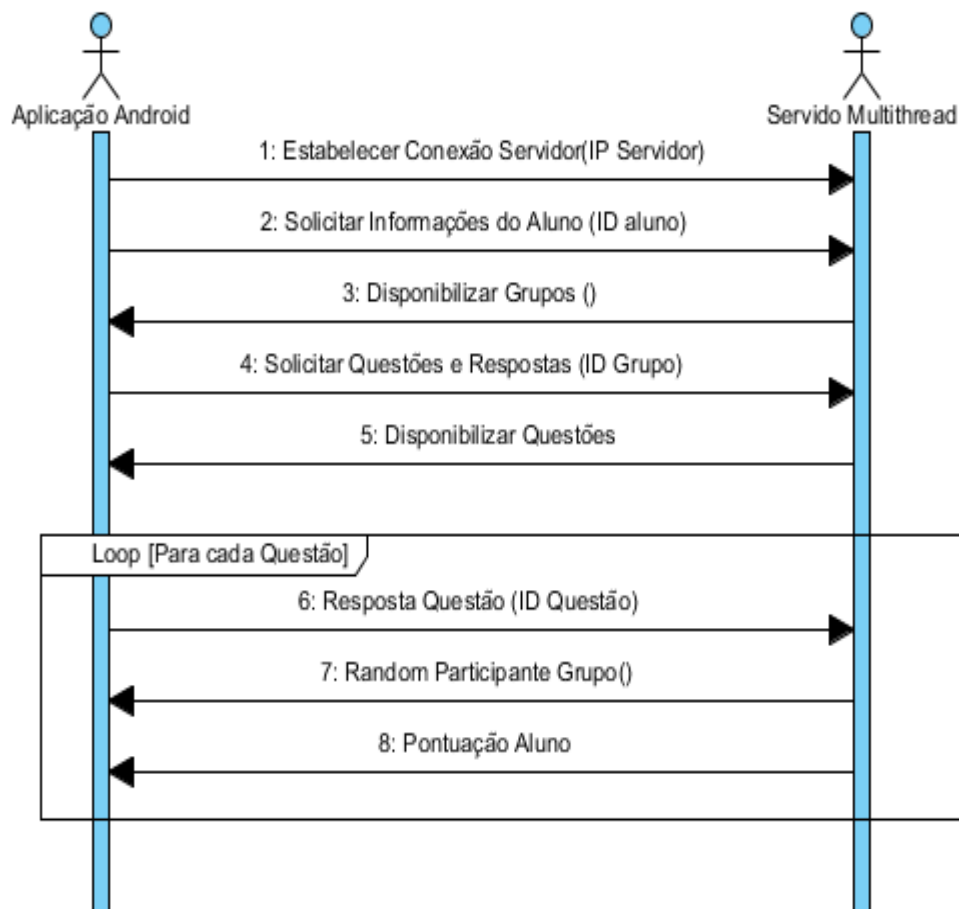 Aplicação Android
Servido Multithread
1: Estabelecer Conexão Servidor(IP Servidor)
2: Solicitar Informações do Aluno (ID aluno)
3: Disponibilizar Grupos ()
4: Solicitar Questões e Respostas (ID Grupo)
5: Disponibilizar Questões
Loop [Para cada Questão]
6: Resposta Questão (ID Questão)
7: Random Participante Grupo()
8: Pontuação Aluno